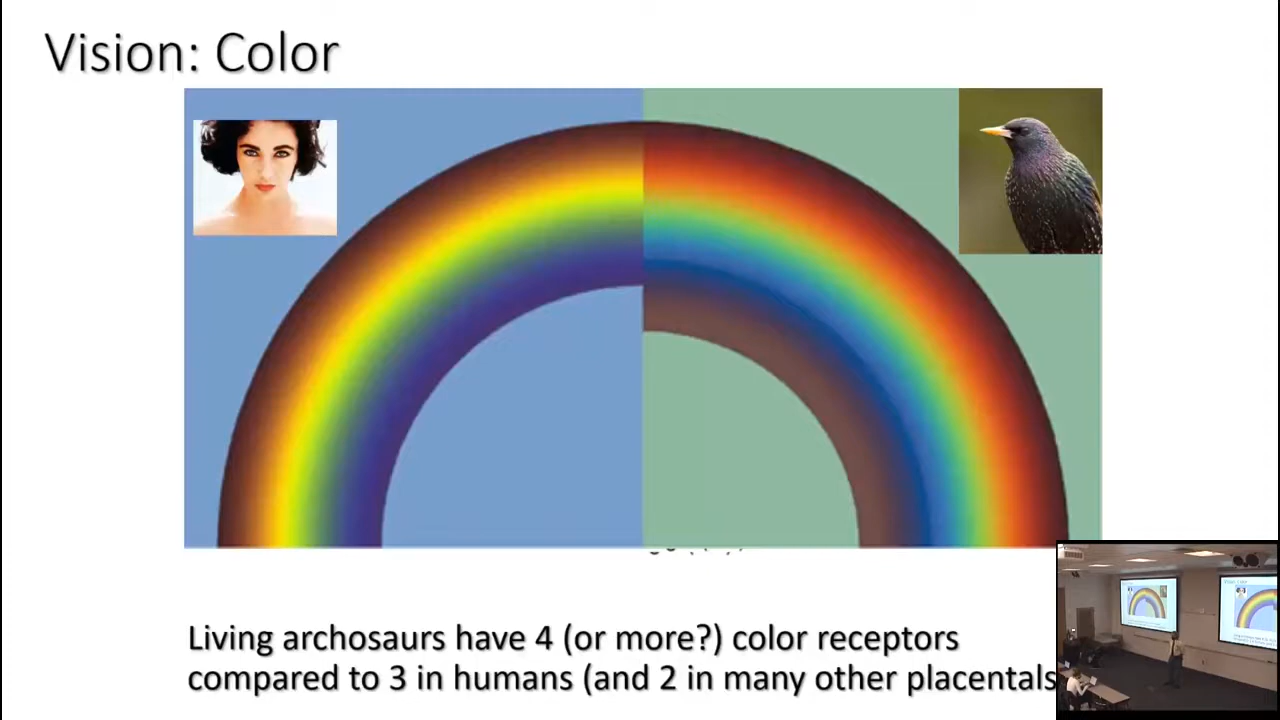 Vision: Color
Living archosaurs have 4 (or more?) color receptors
compared to 3 in humans (and 2 in many other placentals